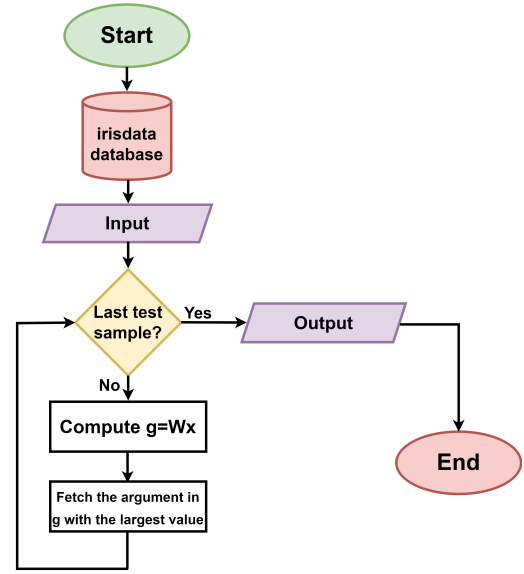 Start
irisdata
database
Input
Last test
sample?
Yes
Output
No
Compute g=Wx
End
Fetch the argument in
g with the largest value